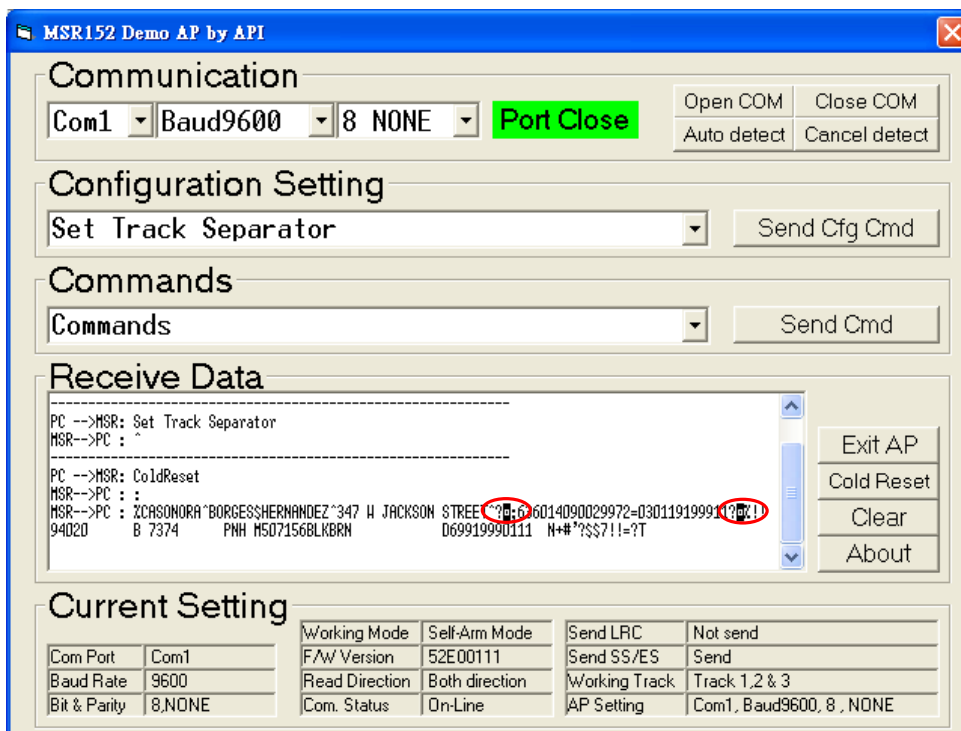 MSR152 Demo AP by API
Communication
Com1 Baud9600 8 NONE Port Close
Open COM Close COM
Auto detect Cancel detect
Configuration Setting
Set Track Separator Send Cfg Cmd
Commands
Commands Send Cmd
Receive Data
------------------------------------------------------------
PC -->MSR: Set Track Separator
MSR-->PC : ^
------------------------------------------------------------
PC -->MSR: ColdReset
MSR-->PC : :
MSR-->PC : %CASONORA^BORGES$HERNANDEZ^347 W JACKSON STREET^?
94020 B 7374 PNH M507156BLKBRN D69919990111 N+#'?$$7!!=?T
Exit AP
Cold Reset
Clear
About
Current Setting
Com Port Com1
Baud Rate 9600
Bit & Parity 8,NONE
Working Mode Self-Arm Mode
F/W Version 52E00111
Read Direction Both direction
Com. Status On-Line
Send LRC Not send
Send SS/ES Send
Working Track Track 1,2 & 3
AP Setting Com1, Baud9600, 8 , NONE